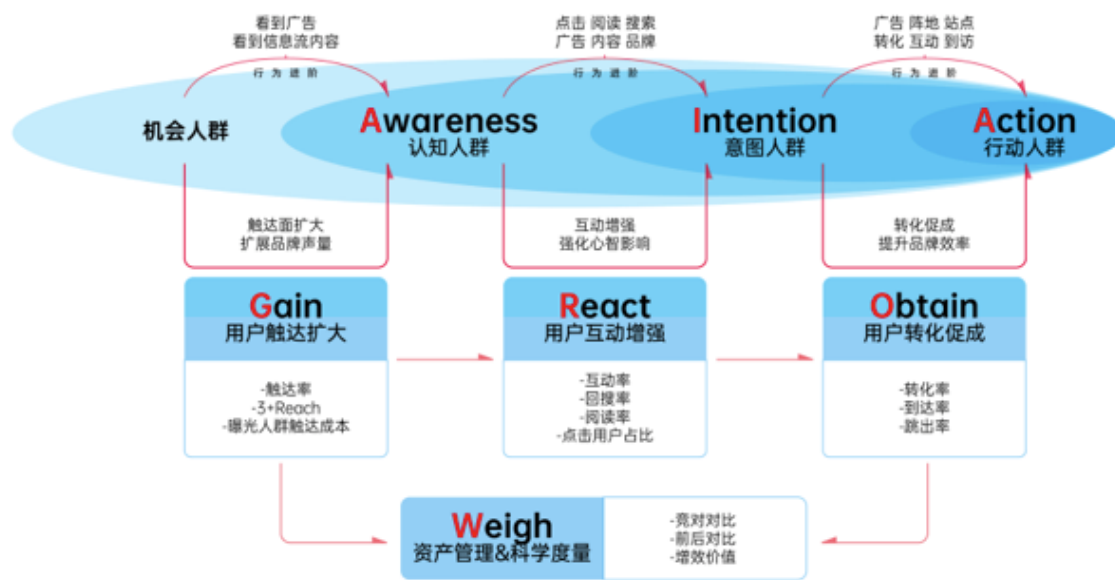 看到广告
看到信息流内容
行为进阶
点击 阅读 搜索
广告 内容 品牌
行为进阶
广告 阵地 站点
转化 互动 到访
行为进阶
机会人群
Awareness
认知人群
Intention
意图人群
Action
行动人群
触达面扩大
扩展品牌声量
互动增强
强化心智影响
转化促成
提升品牌效率
Gain
用户触达扩大
-触达率
-3+Reach
-曝光人群触达成本
React
用户互动增强
-互动率
-回搜率
-阅读率
-点击用户占比
Obtain
用户转化促成
-转化率
-到达率
-跳出率
Weigh
资产管理&科学度量
-竞对对比
-前后对比
-增效价值